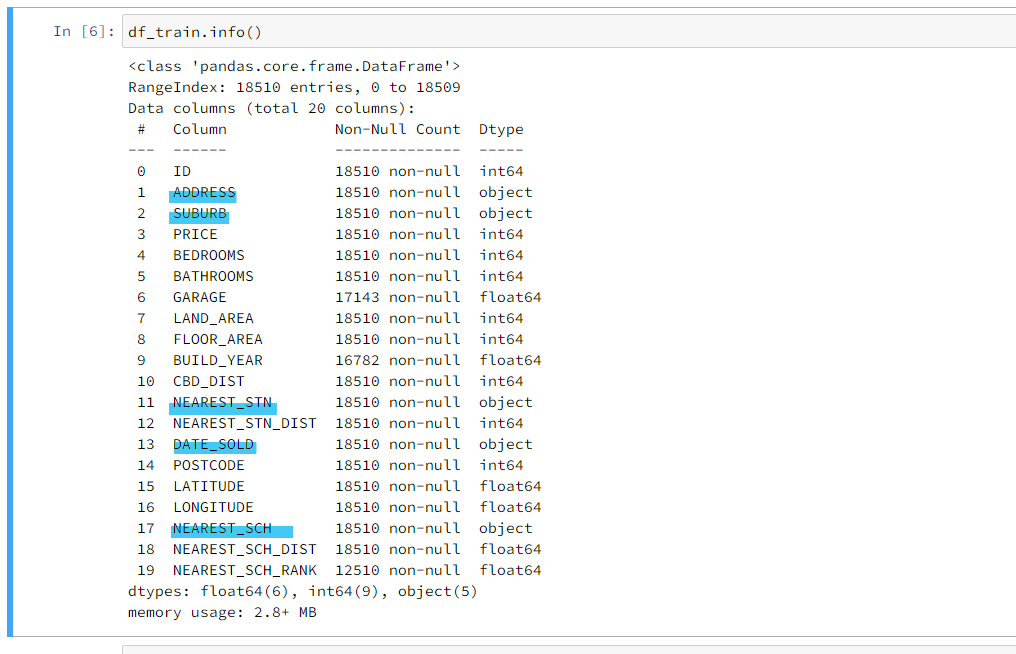 In [6]: df_train.info()
<class 'pandas.core.frame.DataFrame'>
RangeIndex: 18510 entries, 0 to 18509
Data columns (total 20 columns):
 #   Column            Non-Null Count  Dtype
---  ------            --------------  -----
 0   ID                18510 non-null  int64
 1   ADDRESS           18510 non-null  object
 2   SUBURB            18510 non-null  object
 3   PRICE             18510 non-null  int64
 4   BEDROOMS          18510 non-null  int64
 5   BATHROOMS         18510 non-null  int64
 6   GARAGE            17143 non-null  float64
 7   LAND_AREA         18510 non-null  int64
 8   FLOOR_AREA        18510 non-null  int64
 9   BUILD_YEAR        16782 non-null  float64
 10  CBD_DIST          18510 non-null  int64
 11  NEAREST_STN       18510 non-null  object
 12  NEAREST_STN_DIST  18510 non-null  int64
 13  DATE_SOLD         18510 non-null  object
 14  POSTCODE          18510 non-null  int64
 15  LATITUDE          18510 non-null  float64
 16  LONGITUDE         18510 non-null  float64
 17  NEAREST_SCH       18510 non-null  object
 18  NEAREST_SCH_DIST  18510 non-null  float64
 19  NEAREST_SCH_RANK  12510 non-null  float64
dtypes: float64(6), int64(9), object(5)
memory usage: 2.8+ MB